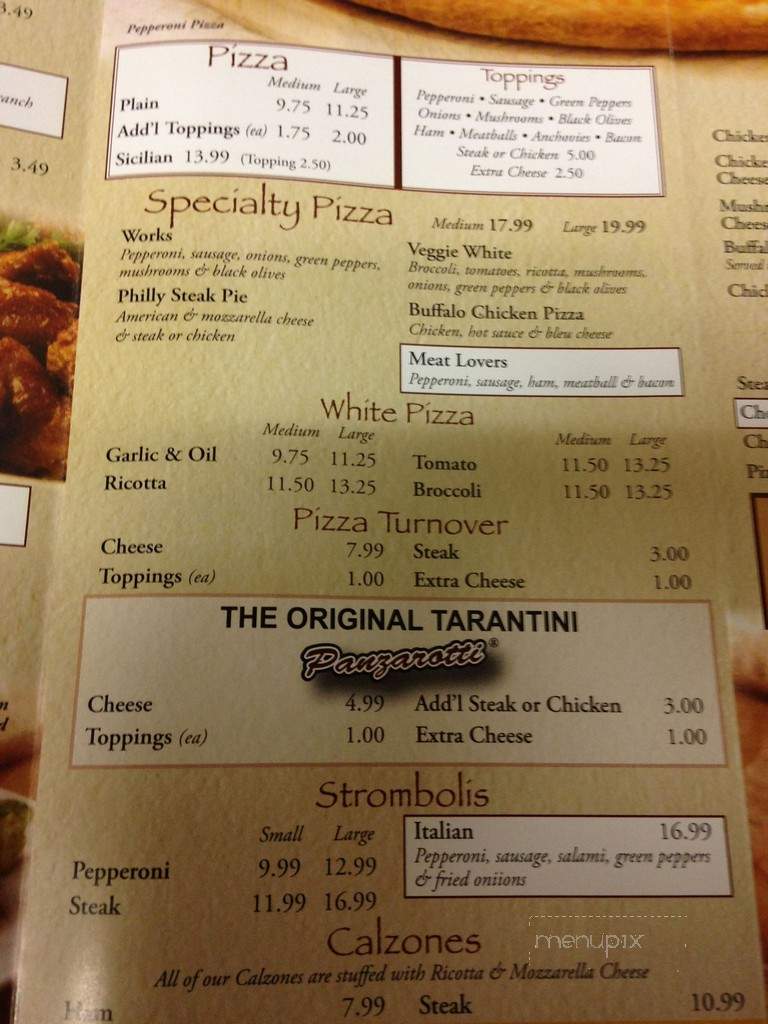 3.49
ranch
3.49
Pepperoni Pizza
Pizza
Medium Large
Plain 9.75 11.25
Add'l Toppings (ea) 1.75 2.00
Sicilian 13.99 (Topping 2.50)
Toppings
Pepperoni • Sausage • Green Peppers
Onions • Mushrooms • Black Olives
Ham • Meatballs • Anchovies • Bacon
Steak or Chicken 5.00
Extra Cheese 2.50
Specialty Pizza
Medium 17.99 Large 19.99
Works
Pepperoni, sausage, onions, green peppers,
mushrooms & black olives
Philly Steak Pie
American & mozzarella cheese
& steak or chicken
Veggie White
Broccoli, tomatoes, ricotta, mushrooms,
onions, green peppers & black olives
Buffalo Chicken Pizza
Chicken, hot sauce & bleu cheese
Meat Lovers
Pepperoni, sausage, ham, meatball & bacon
White Pizza
Medium Large
Garlic & Oil 9.75 11.25
Ricotta 11.50 13.25
Medium Large
Tomato 11.50 13.25
Broccoli 11.50 13.25
Pizza Turnover
Cheese 7.99 Steak 3.00
Toppings (ea) 1.00 Extra Cheese 1.00
THE ORIGINAL TARANTINI
Panzarotti®
Cheese 4.99 Add'l Steak or Chicken 3.00
Toppings (ea) 1.00 Extra Cheese 1.00
Strombolis
Small Large
Pepperoni 9.99 12.99
Steak 11.99 16.99
Italian 16.99
Pepperoni, sausage, salami, green peppers
& fried oniions
Calzones
All of our Calzones are stuffed with Ricotta & Mozzarella Cheese
Ham 7.99 Steak 10.99
menupix